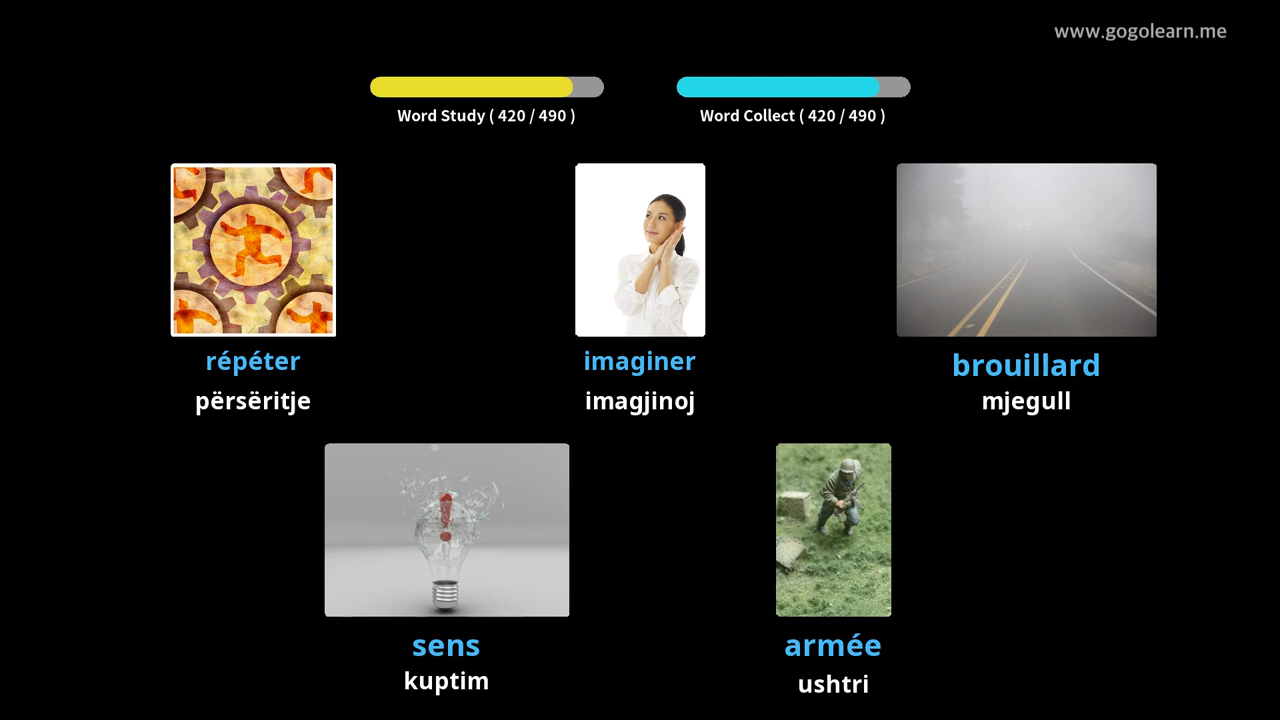 www.gogolearn.me
Word Study ( 420 / 490 )
Word Collect ( 420 / 490 )
répéter
përsëritje
imaginer
imagjinoj
brouillard
mjegull
sens
kuptim
armée
ushtri